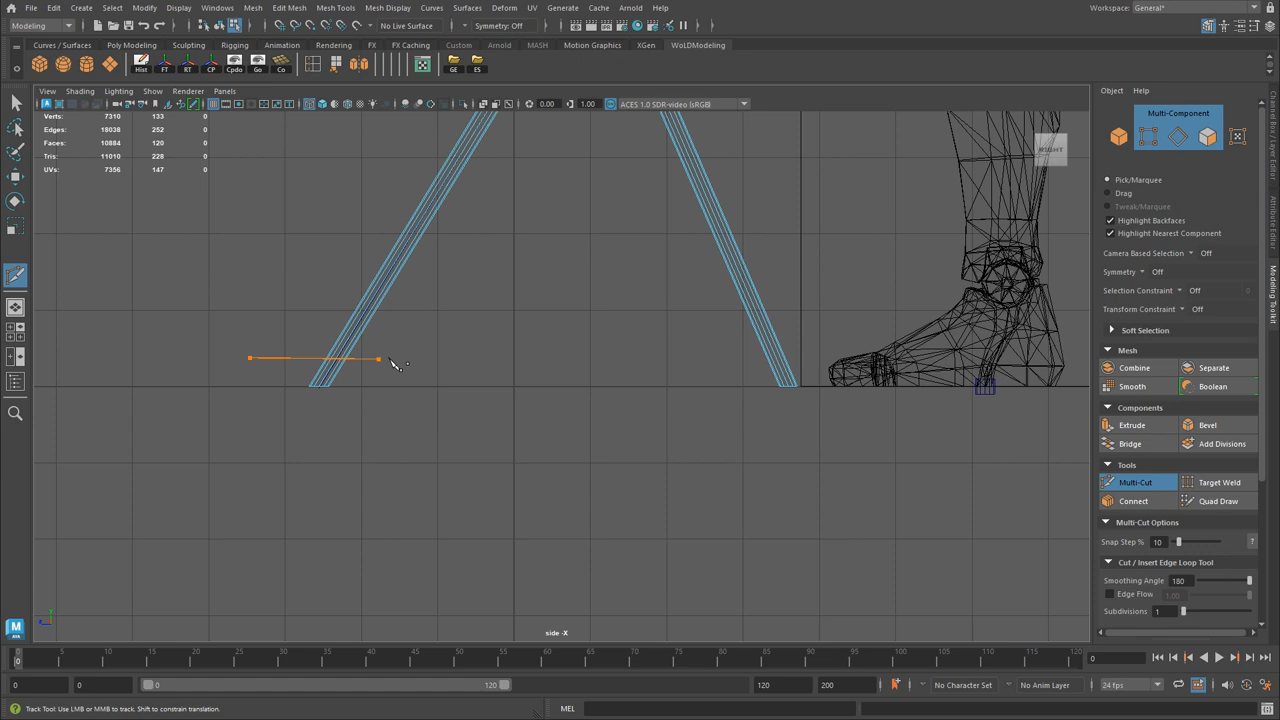 File Edit Create Select Modify Display Windows Mesh Edit Mesh Mesh Tools Mesh Display Curves Surfaces Deform UV Generate Cache Arnold Help Workspace: General*
Modeling No Live Surface Symmetry: Off
Curves / Surfaces Poly Modeling Sculpting Rigging Animation Rendering FX FX Caching Custom Arnold MASH Motion Graphics XGen WoLDModeling
Hist FT RT CP Cpdo Go Co GE ES
View Shading Lighting Show Renderer Panels
0.00 1.00 ACES 1.0 SDR-video (sRGB)
Verts: 7310 133 0
Edges: 18038 252 0
Faces: 10884 120 0
Tris: 11010 228 0
UVs: 7356 147 0
RIGHT
side -X
Object Help
Multi-Component
Pick/Marquee
Drag
Tweak/Marquee
Highlight Backfaces
Highlight Nearest Component
Camera Based Selection Off
Symmetry Off
Selection Constraint Off 0
Transform Constraint Off
Soft Selection
Mesh
Combine Separate
Smooth Boolean
Components
Extrude Bevel
Bridge Add Divisions
Tools
Multi-Cut Target Weld
Connect Quad Draw
Multi-Cut Options
Snap Step % 10 ?
Cut / Insert Edge Loop Tool
Smoothing Angle 180
Edge Flow 1.00
Subdivisions 1
Channel Box / Layer Editor
Attribute Editor
Modeling Toolkit
MAYA
0 5 10 15 20 25 30 35 40 45 50 55 60 65 70 75 80 85 90 95 100 105 110 115 120
0 0
0 0 0 120 120 200 No Character Set No Anim Layer 24 fps
Track Tool: Use LMB or MMB to track. Shift to constrain translation. MEL